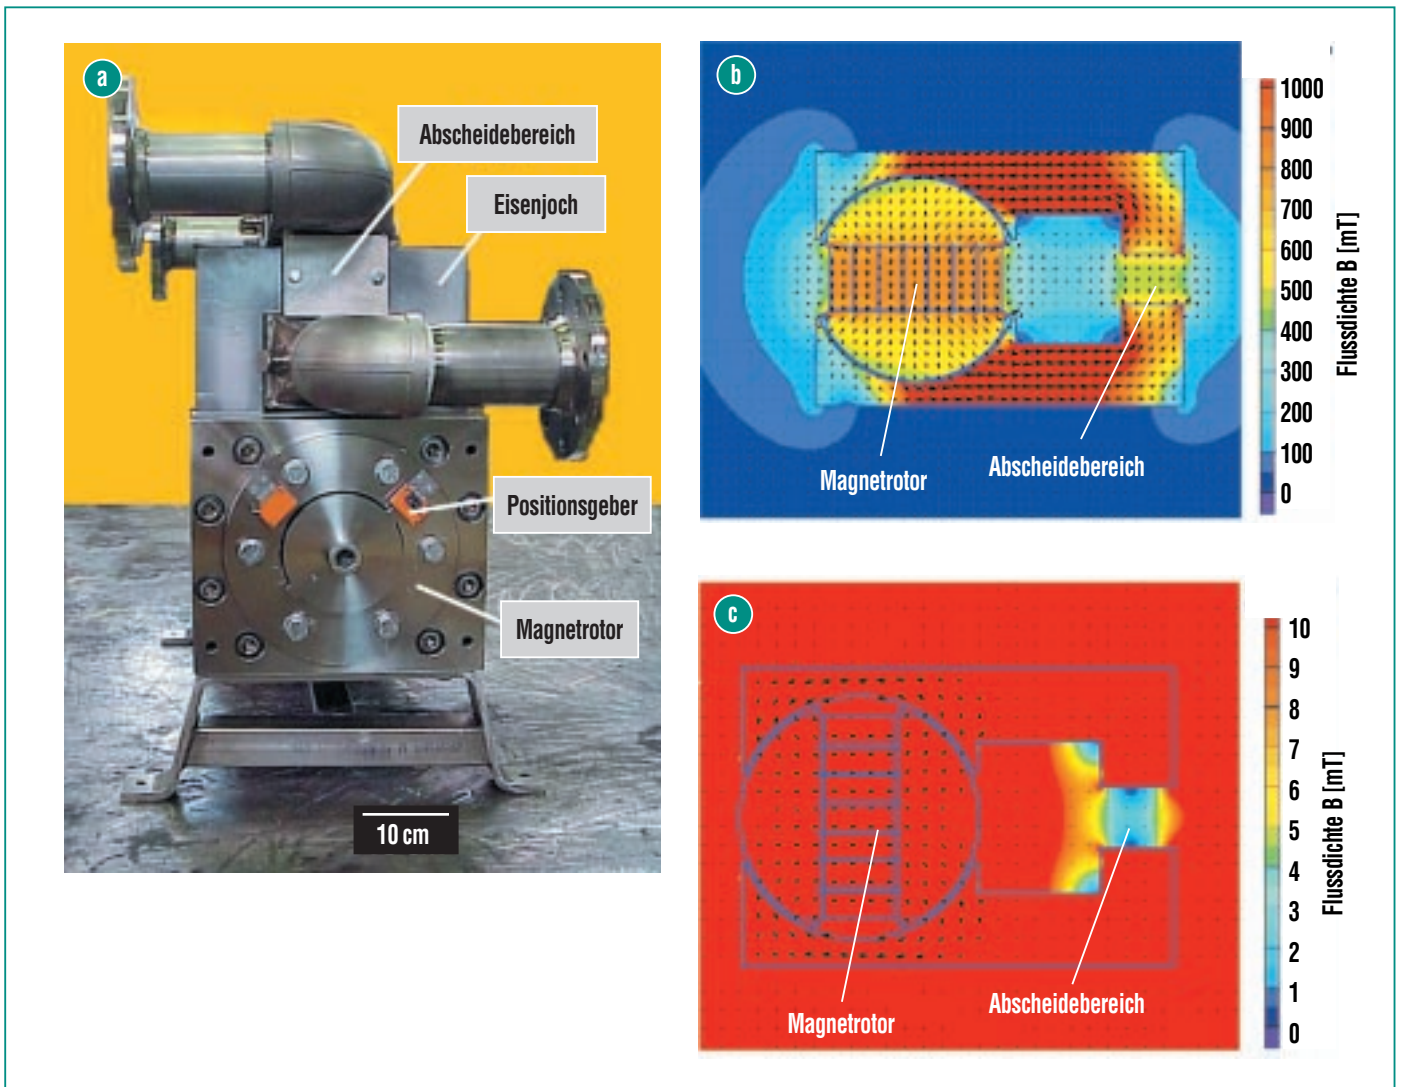 a
Abscheidebereich
Eisenjoch
Positionsgeber
Magnetrotor
10 cm
b
Magnetrotor
Abscheidebereich
1000
900
800
700
600
500
400
300
200
100
0
Flussdichte B [mT]
c
Magnetrotor
Abscheidebereich
10
9
8
7
6
5
4
3
2
1
0
Flussdichte B [mT]